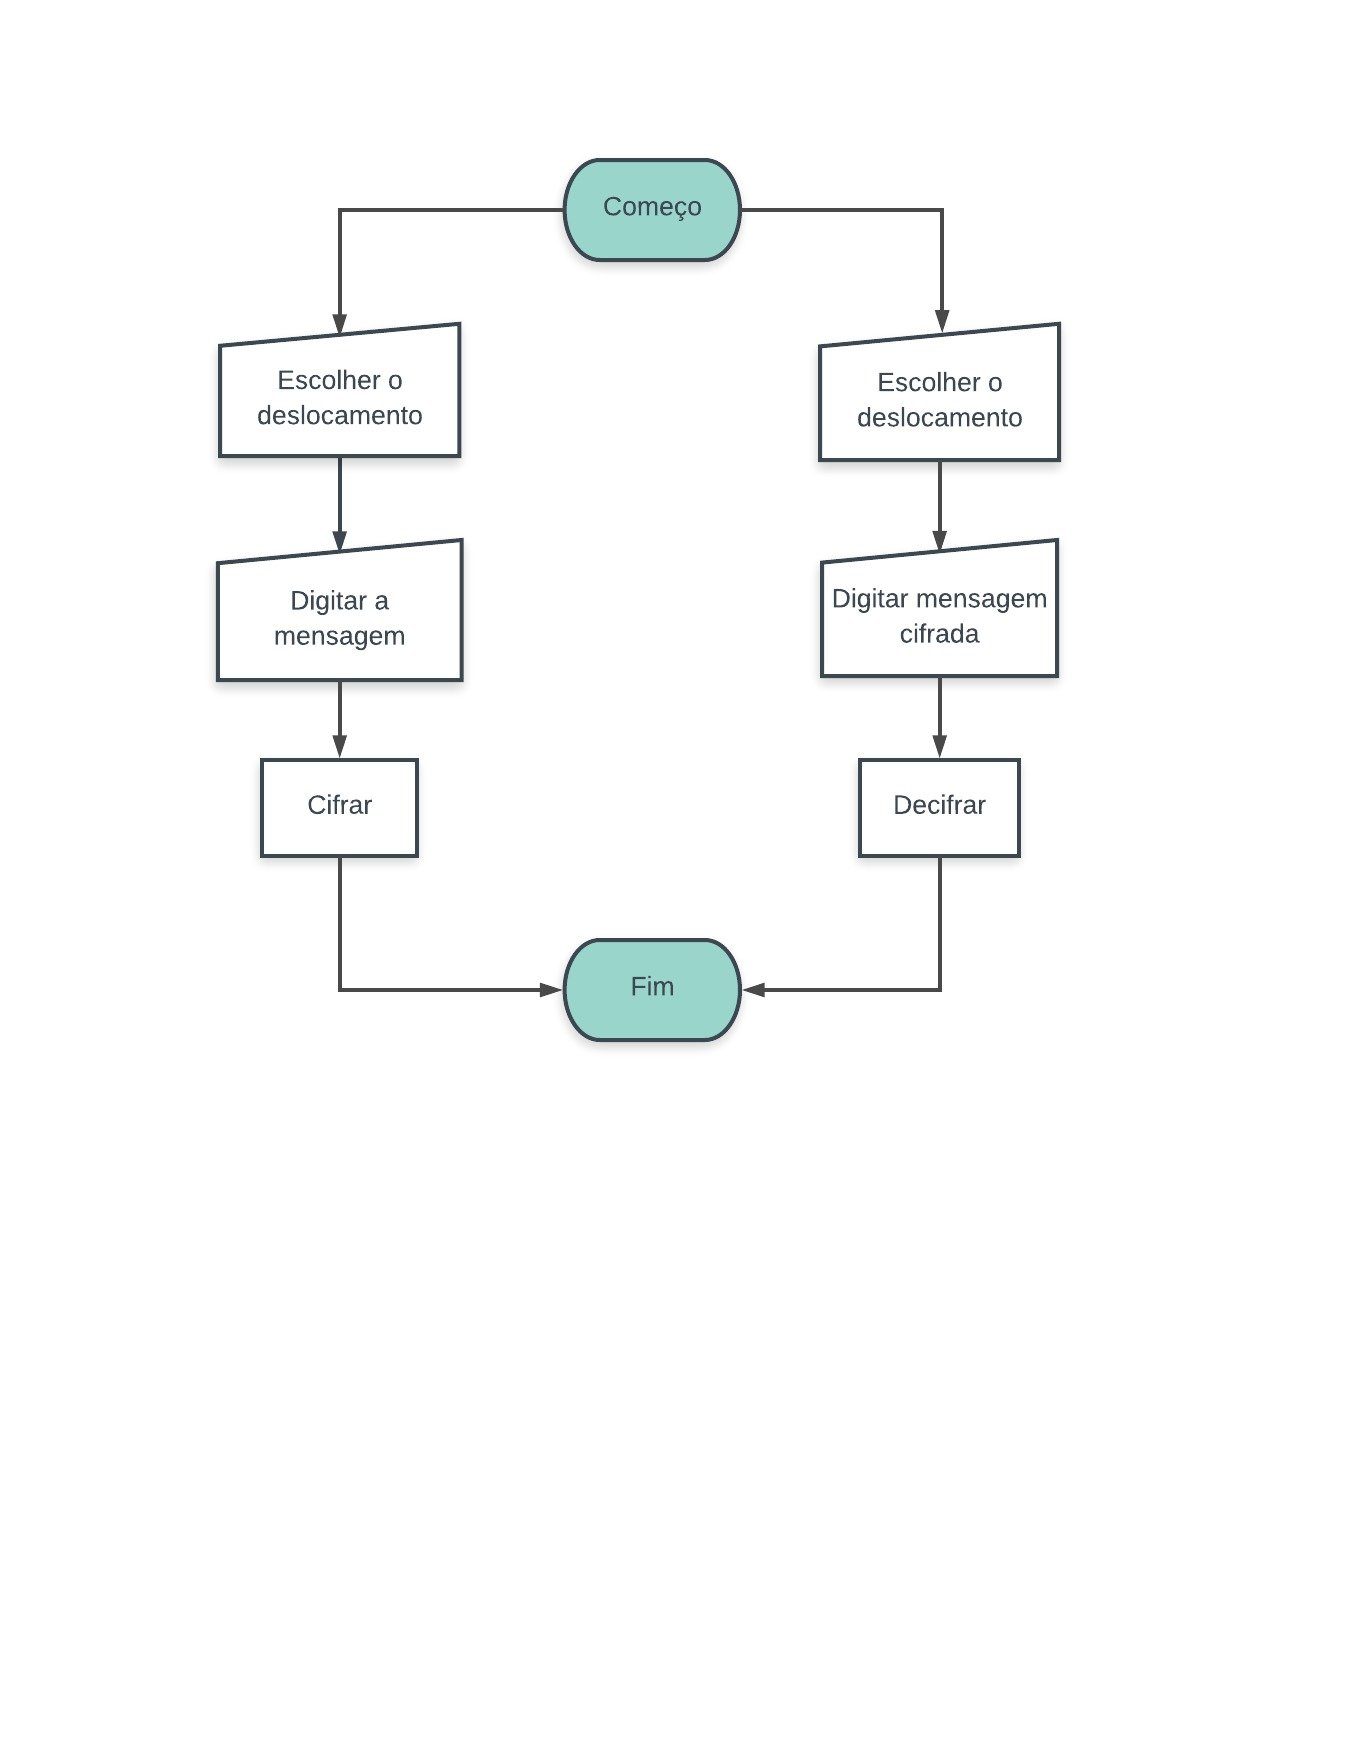 Começo
Escolher o
deslocamento
Escolher o
deslocamento
Digitar a
mensagem
Digitar mensagem
cifrada
Cifrar
Decifrar
Fim